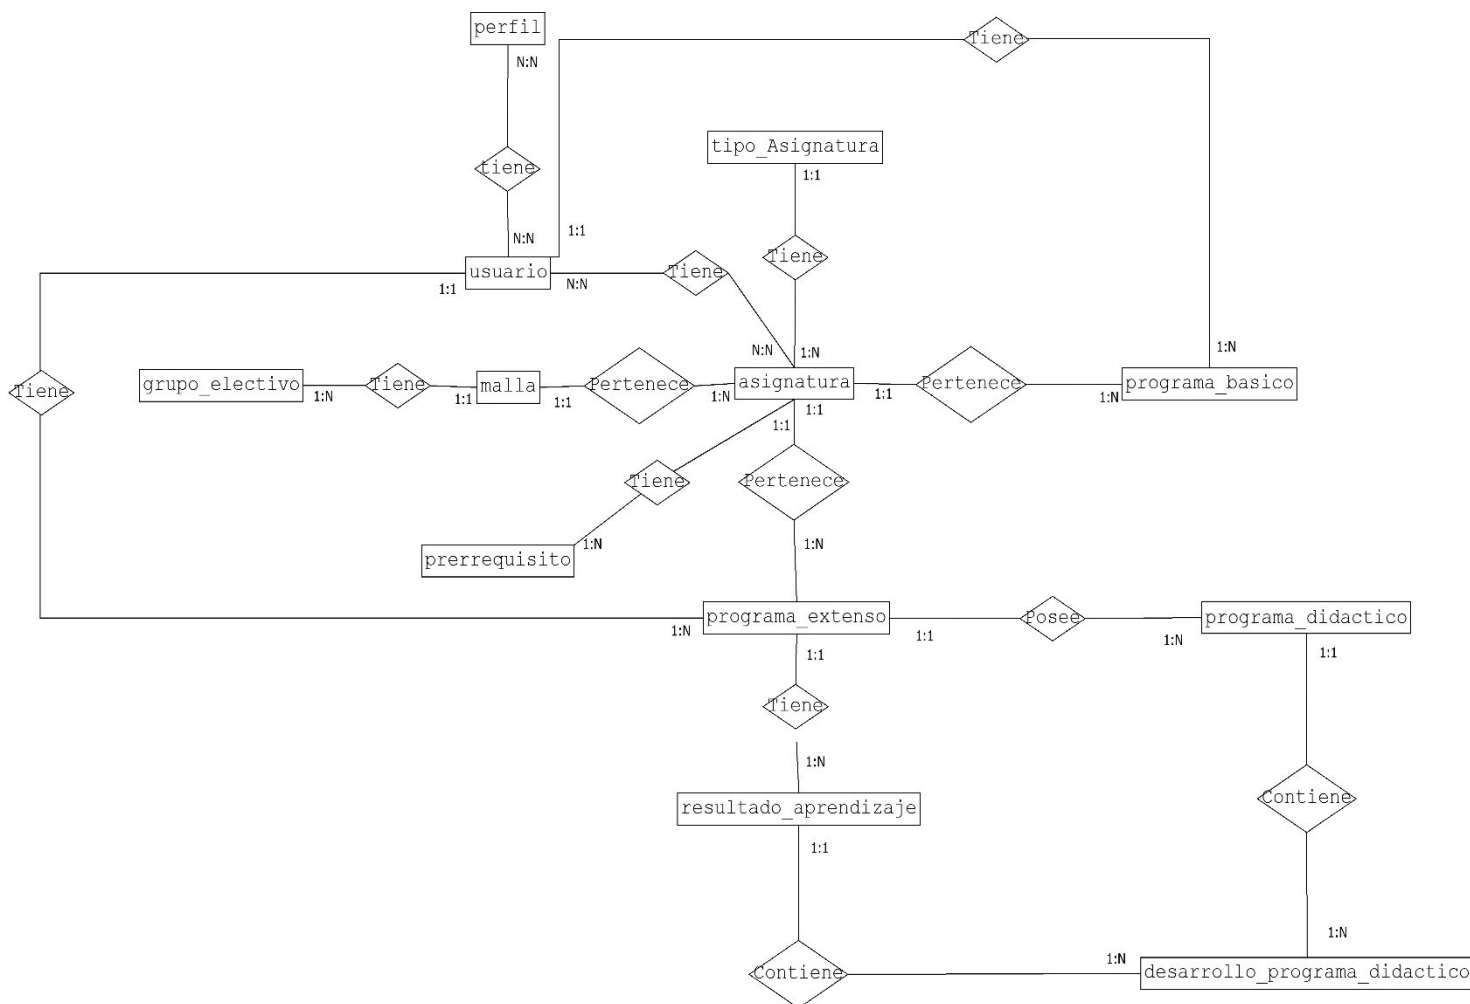 perfil
Tiene
N:N
tipo_Asignatura
tiene
1:1
N:N
1:1
usuario
Tiene
Tiene
1:1
N:N
N:N
1:N
1:N
Tiene
grupo_electivo
Tiene
malla
Pertenece
asignatura
Pertenece
programa_basico
1:N
1:1
1:1
1:N
1:1
1:1
1:N
1:1
Tiene
Pertenece
1:N
1:N
prerrequisito
programa_extenso
Posee
programa_didactico
1:N
1:1
1:N
1:1
1:1
Tiene
1:N
resultado_aprendizaje
Contiene
1:1
1:N
1:N
Contiene
desarrollo_programa_didactico